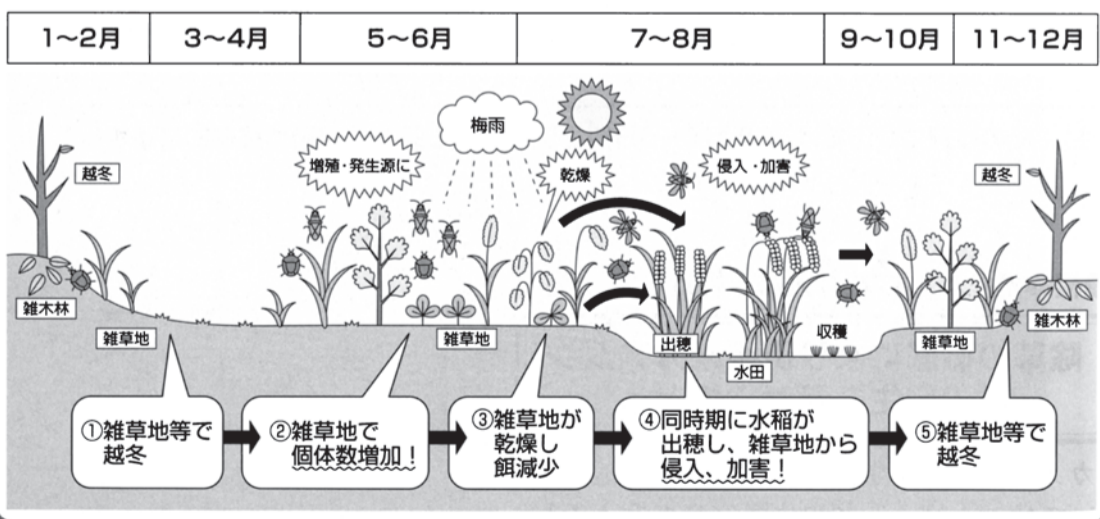 1〜2月
3〜4月
5〜6月
7〜8月
9〜10月
11〜12月
越冬
増殖・発生源に
梅雨
乾燥
侵入・加害
越冬
雑木林
雑草地
雑草地
出穂
水田
収穫
雑草地
雑木林
①雑草地等で
越冬
②雑草地で
個体数増加！
③雑草地が
乾燥し
餌減少
④同時期に水稲が
出穂し、雑草地から
侵入、加害！
⑤雑草地等で
越冬